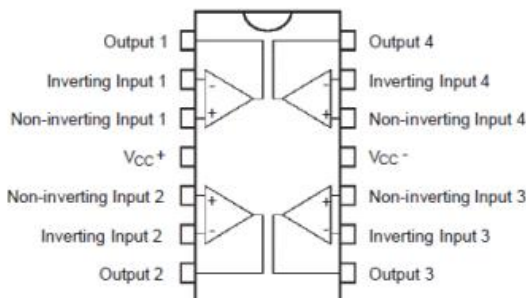 Output 1
Output 4
Inverting Input 1
- -
Inverting Input 4
Non-inverting Input 1
+ +
Non-inverting Input 4
VCC+
VCC-
Non-inverting Input 2
+ +
Non-inverting Input 3
Inverting Input 2
- -
Inverting Input 3
Output 2
Output 3